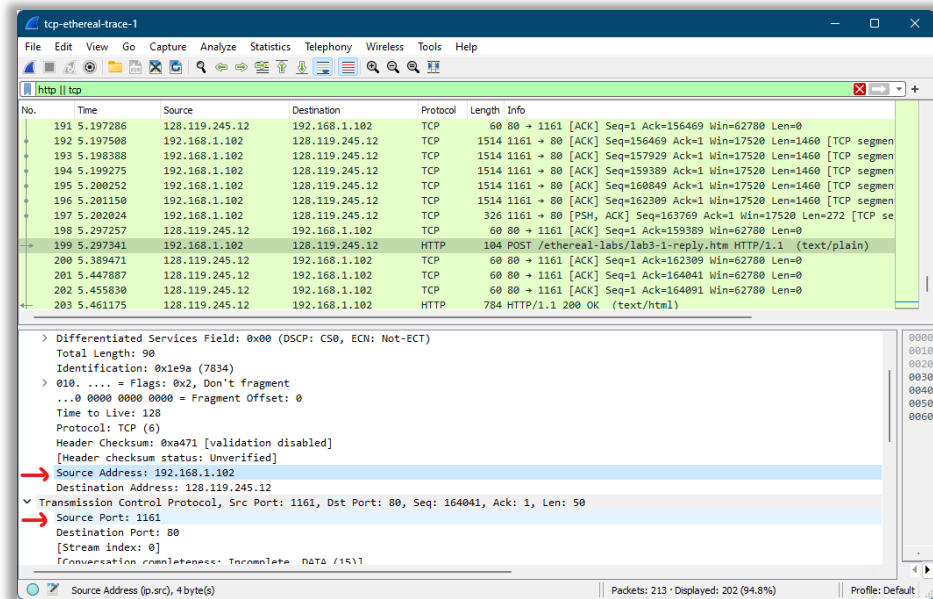 tcp-ethereal-trace-1
File Edit View Go Capture Analyze Statistics Telephony Wireless Tools Help
http || tcp
No. Time Source Destination Protocol Length Info
191 5.197286 128.119.245.12 192.168.1.102 TCP 60 80 → 1161 [ACK] Seq=1 Ack=156469 Win=62780 Len=0
192 5.197508 192.168.1.102 128.119.245.12 TCP 1514 1161 → 80 [ACK] Seq=156469 Ack=1 Win=17520 Len=1460 [TCP segmen
193 5.198388 192.168.1.102 128.119.245.12 TCP 1514 1161 → 80 [ACK] Seq=157929 Ack=1 Win=17520 Len=1460 [TCP segmen
194 5.199275 192.168.1.102 128.119.245.12 TCP 1514 1161 → 80 [ACK] Seq=159389 Ack=1 Win=17520 Len=1460 [TCP segmen
195 5.200252 192.168.1.102 128.119.245.12 TCP 1514 1161 → 80 [ACK] Seq=160849 Ack=1 Win=17520 Len=1460 [TCP segmen
196 5.201150 192.168.1.102 128.119.245.12 TCP 1514 1161 → 80 [ACK] Seq=162309 Ack=1 Win=17520 Len=1460 [TCP segmen
197 5.202024 192.168.1.102 128.119.245.12 TCP 326 1161 → 80 [PSH, ACK] Seq=163769 Ack=1 Win=17520 Len=272 [TCP se
198 5.297257 128.119.245.12 192.168.1.102 TCP 60 80 → 1161 [ACK] Seq=1 Ack=159389 Win=62780 Len=0
199 5.297341 192.168.1.102 128.119.245.12 HTTP 104 POST /ethereal-labs/lab3-1-reply.htm HTTP/1.1 (text/plain)
200 5.389471 128.119.245.12 192.168.1.102 TCP 60 80 → 1161 [ACK] Seq=1 Ack=162309 Win=62780 Len=0
201 5.447887 128.119.245.12 192.168.1.102 TCP 60 80 → 1161 [ACK] Seq=1 Ack=164041 Win=62780 Len=0
202 5.455830 128.119.245.12 192.168.1.102 TCP 60 80 → 1161 [ACK] Seq=1 Ack=164091 Win=62780 Len=0
203 5.461175 128.119.245.12 192.168.1.102 HTTP 784 HTTP/1.1 200 OK (text/html)
> Differentiated Services Field: 0x00 (DSCP: CS0, ECN: Not-ECT)
Total Length: 90
Identification: 0x1e9a (7834)
> 010. .... = Flags: 0x2, Don't fragment
...0 0000 0000 0000 = Fragment Offset: 0
Time to Live: 128
Protocol: TCP (6)
Header Checksum: 0xa471 [validation disabled]
[Header checksum status: Unverified]
Source Address: 192.168.1.102
Destination Address: 128.119.245.12
Transmission Control Protocol, Src Port: 1161, Dst Port: 80, Seq: 164041, Ack: 1, Len: 50
Source Port: 1161
Destination Port: 80
[Stream index: 0]
[Conversation completeness: Incomplete, DATA (15)]
0000
0010
0020
0030
0040
0050
0060
Source Address (ip.src), 4 byte(s) Packets: 213 · Displayed: 202 (94.8%) Profile: Default